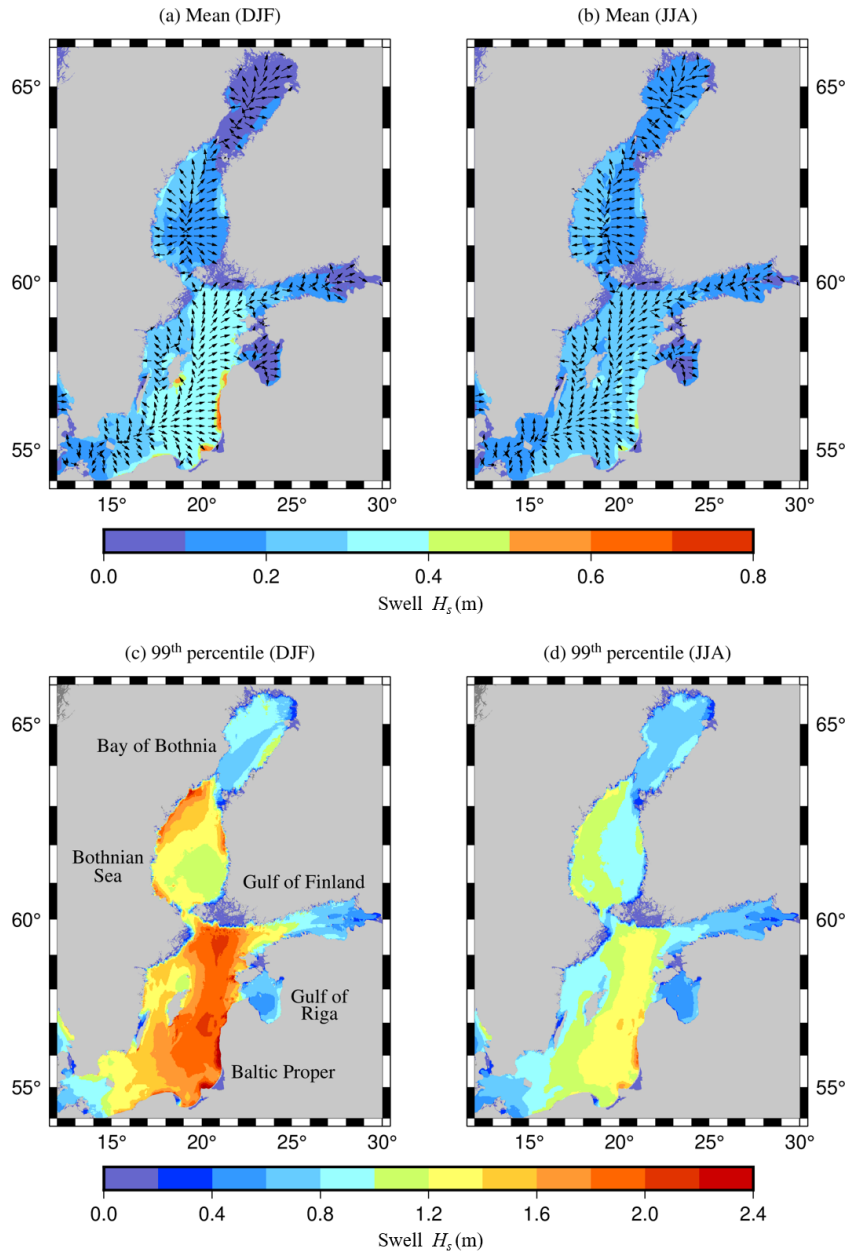 (a) Mean (DJF) (b) Mean (JJA)
65° 65°
60° 60°
55° 55°
15° 20° 25° 30° 15° 20° 25° 30°
0.0 0.2 0.4 0.6 0.8
Swell Hs (m)
(c) 99th percentile (DJF) (d) 99th percentile (JJA)
65° 65°
Bay of Bothnia
Bothnian
Sea
Gulf of Finland
60° 60°
Gulf of
Riga
Baltic Proper
55° 55°
15° 20° 25° 30° 15° 20° 25° 30°
0.0 0.4 0.8 1.2 1.6 2.0 2.4
Swell Hs (m)